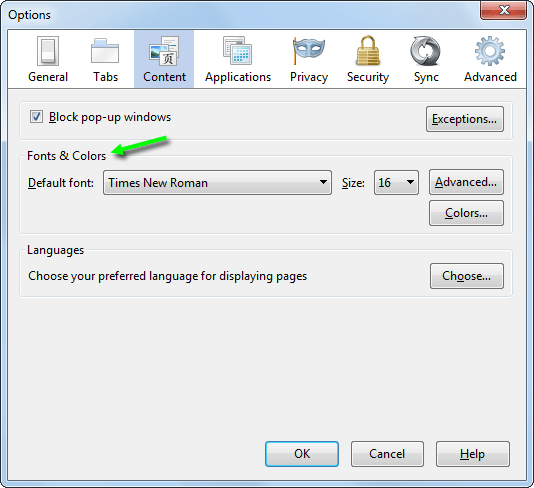 Options
General Tabs Content Applications Privacy Security Sync Advanced
Block pop-up windows Exceptions...
Fonts & Colors
Default font: Times New Roman Size: 16 Advanced...
Colors...
Languages
Choose your preferred language for displaying pages Choose...
OK Cancel Help